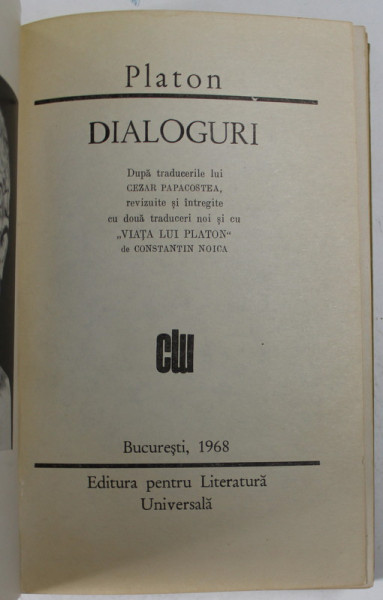 Platon
DIALOGURI
După traducerile lui
CEZAR PAPACOSTEA,
revizuite și întregite
cu două traduceri noi și cu
„VIAȚA LUI PLATON“
de CONSTANTIN NOICA
clu
București, 1968
Editura pentru Literatură
Universală